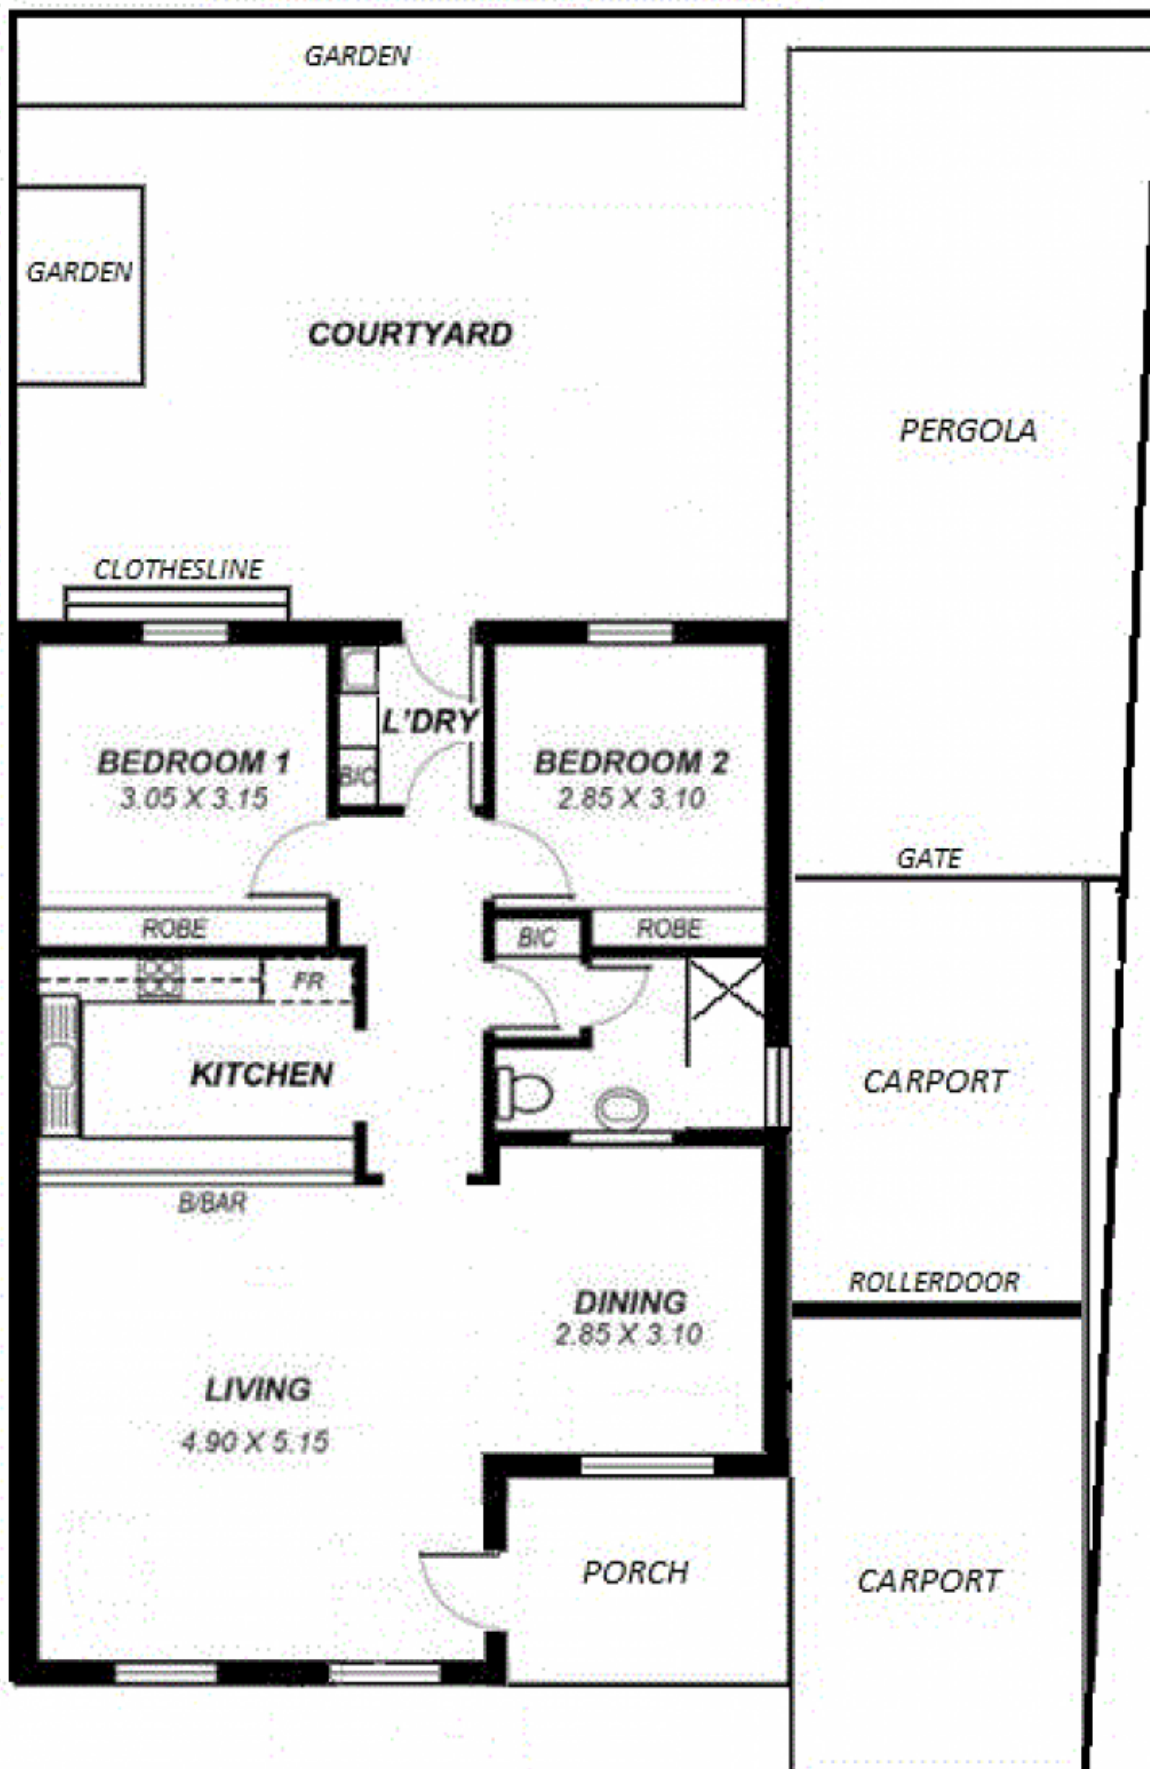 GARDEN
GARDEN
COURTYARD
PERGOLA
CLOTHESLINE
L'DRY
BEDROOM 1
3.05 X 3.15
BIC
BEDROOM 2
2.85 X 3.10
GATE
ROBE
BIC
ROBE
FR
KITCHEN
CARPORT
B/BAR
ROLLERDOOR
DINING
2.85 X 3.10
LIVING
4.90 X 5.15
PORCH
CARPORT